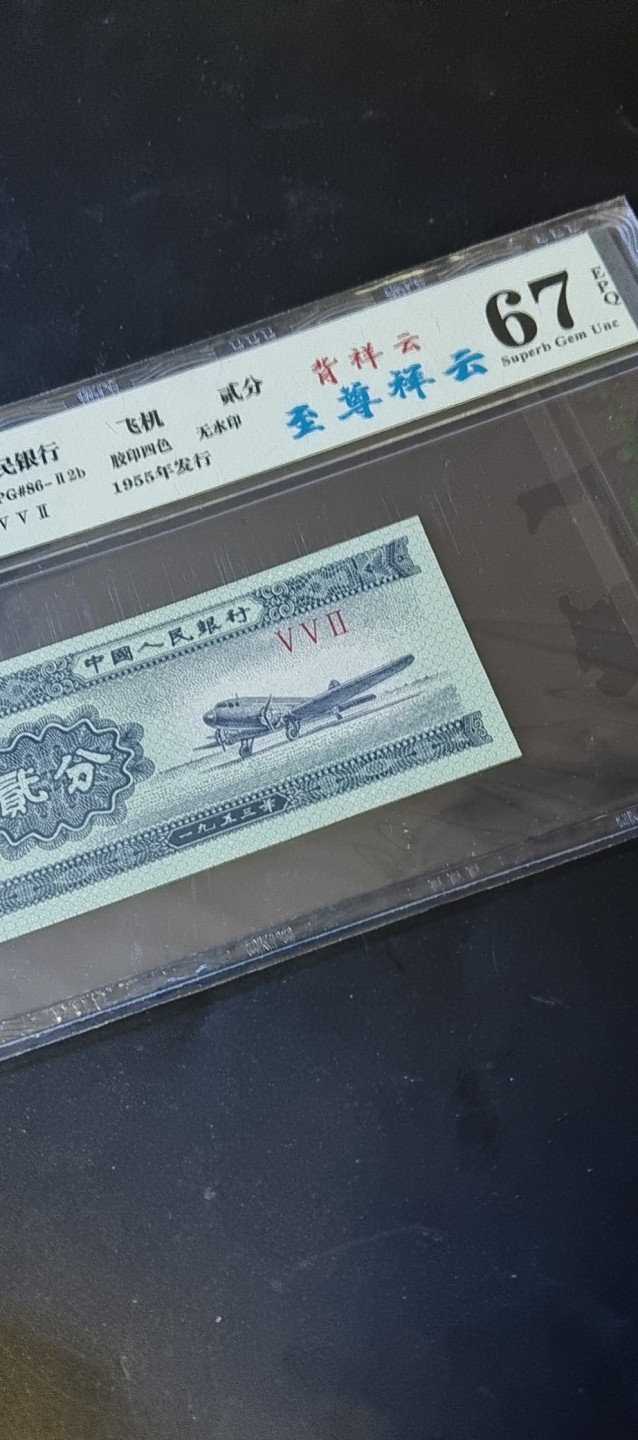 67
EPQ
Superb Gem Unc
背祥云
至尊祥云
民银行 飞机 贰分
PG#86-Ⅱ2b 胶印四色 无水印
VVⅡ 1955年发行
中國人民銀行
VVⅡ
貳分
一九五三年